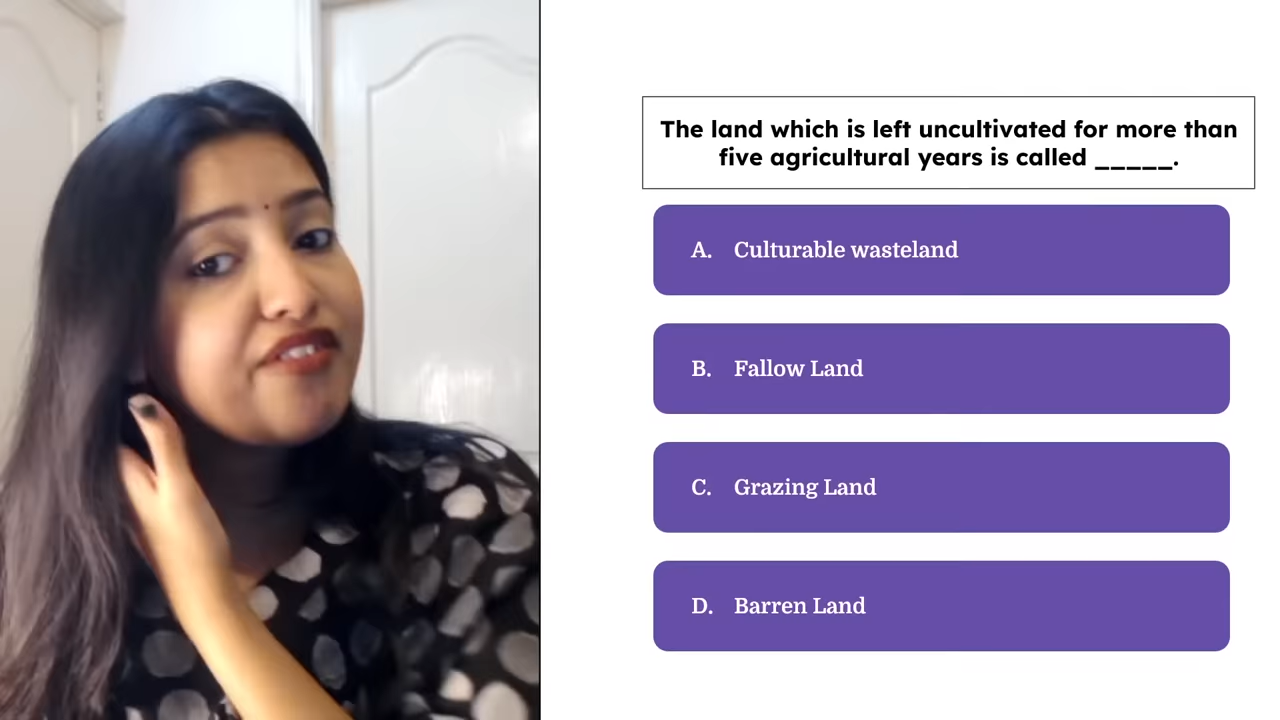 The land which is left uncultivated for more than
five agricultural years is called _____.
A. Culturable wasteland
B. Fallow Land
C. Grazing Land
D. Barren Land